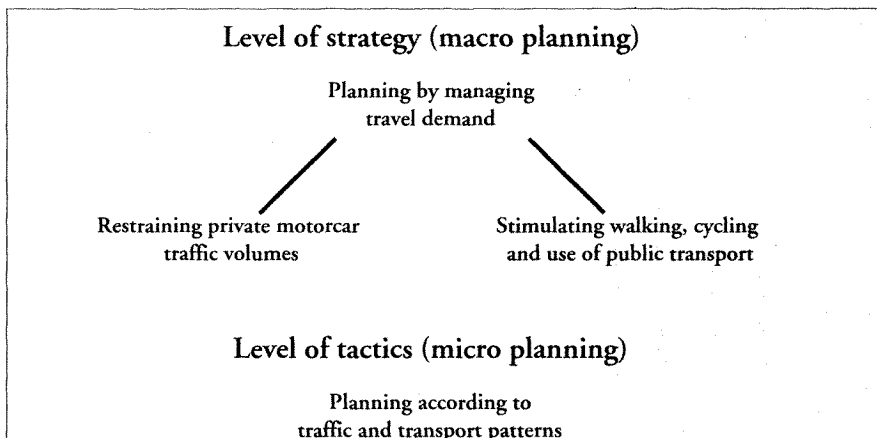 Level of strategy (macro planning)
Planning by managing
travel demand
Restraining private motorcar
traffic volumes
Stimulating walking, cycling
and use of public transport
Level of tactics (micro planning)
Planning according to
traffic and transport patterns